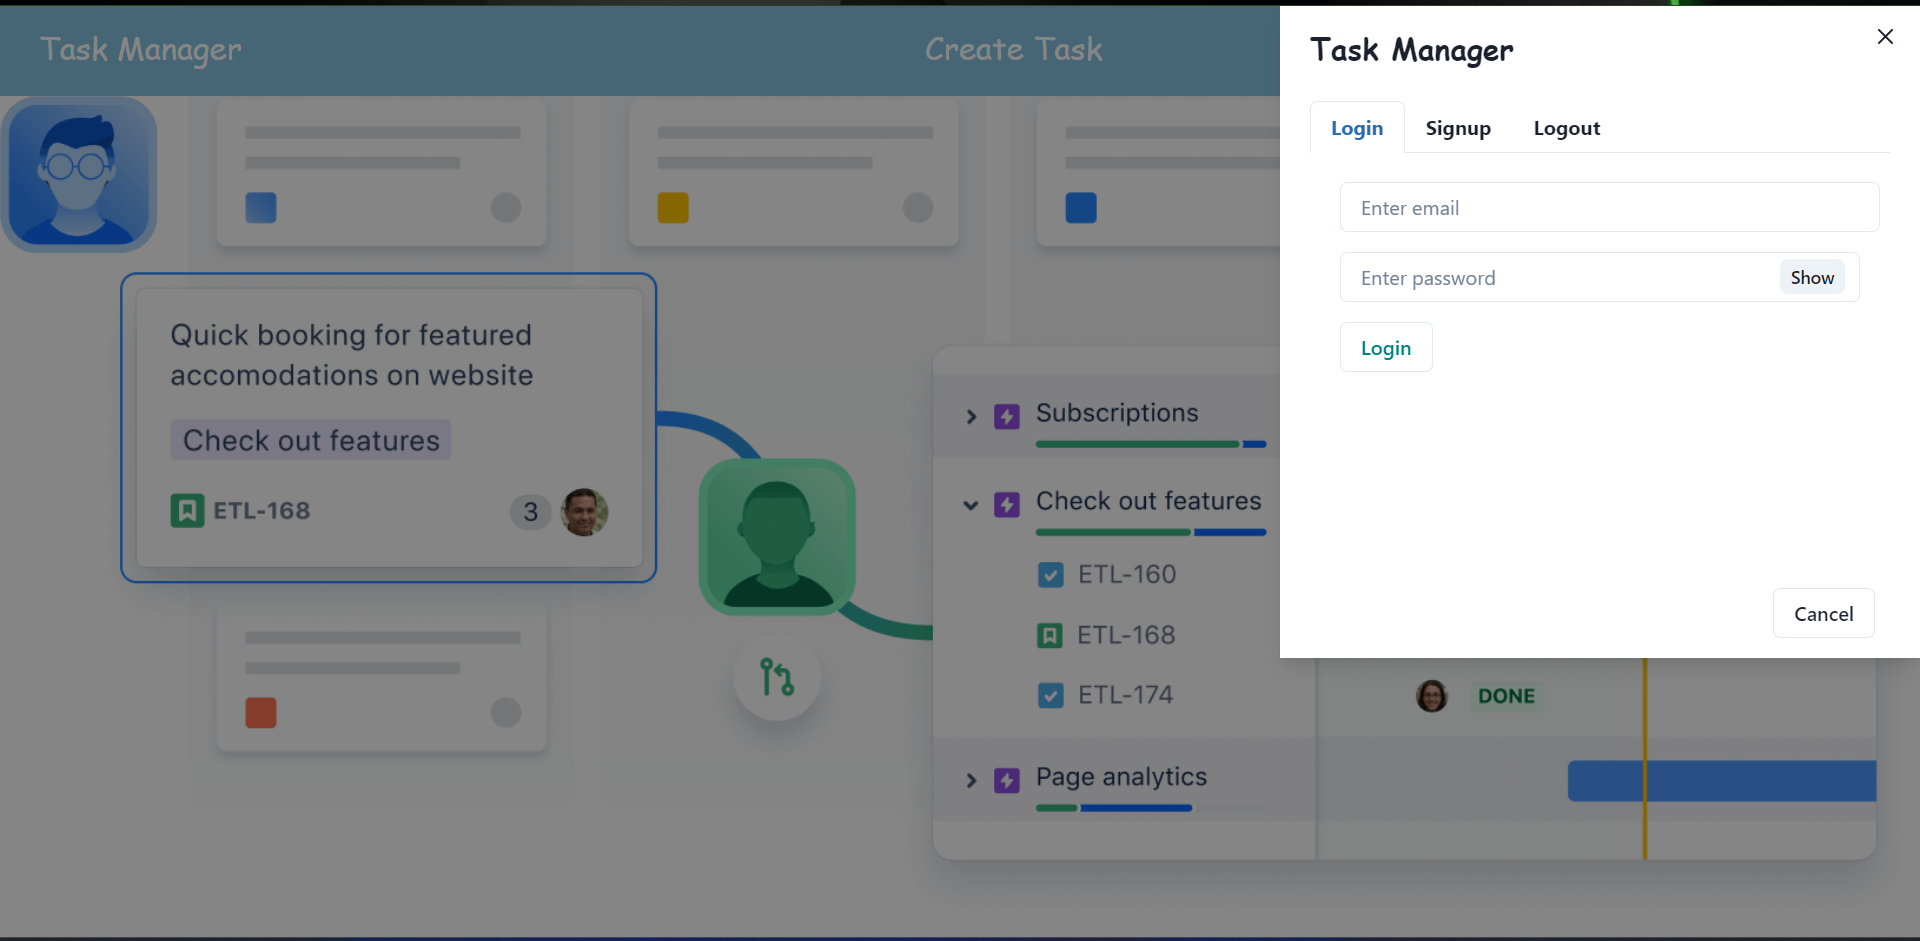 Task Manager
Create Task
Quick booking for featured
accomodations on website
Check out features
ETL-168
3
Subscriptions
Check out features
ETL-160
ETL-168
ETL-174
DONE
Page analytics
Task Manager
Login
Signup
Logout
Enter email
Enter password
Show
Login
Cancel